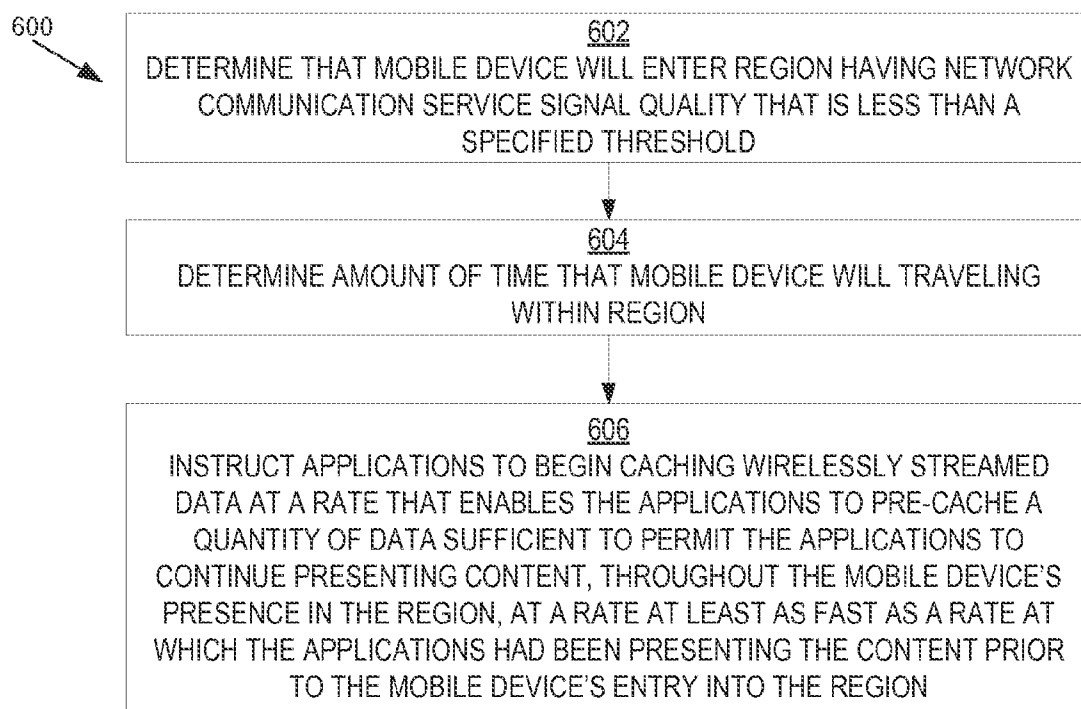 600
602
DETERMINE THAT MOBILE DEVICE WILL ENTER REGION HAVING NETWORK
COMMUNICATION SERVICE SIGNAL QUALITY THAT IS LESS THAN A
SPECIFIED THRESHOLD
604
DETERMINE AMOUNT OF TIME THAT MOBILE DEVICE WILL TRAVELING
WITHIN REGION
606
INSTRUCT APPLICATIONS TO BEGIN CACHING WIRELESSLY STREAMED
DATA AT A RATE THAT ENABLES THE APPLICATIONS TO PRE-CACHE A
QUANTITY OF DATA SUFFICIENT TO PERMIT THE APPLICATIONS TO
CONTINUE PRESENTING CONTENT, THROUGHOUT THE MOBILE DEVICE'S
PRESENCE IN THE REGION, AT A RATE AT LEAST AS FAST AS A RATE AT
WHICH THE APPLICATIONS HAD BEEN PRESENTING THE CONTENT PRIOR
TO THE MOBILE DEVICE'S ENTRY INTO THE REGION